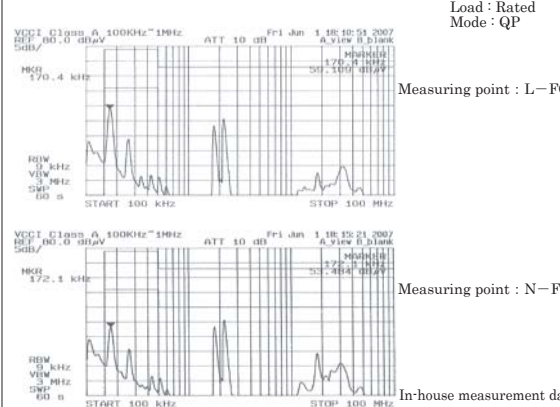 Load : Rated
Mode : QP
VCCI Class A 100KHz~1MHz Fri Jun 1 18:10:51 2007
REF 80.0 dBµV ATT 10 dB A_view B_blank
5dB/
MARKER
170.4 kHz
59.109 dBµV
MKR
170.4 kHz
Measuring point : L-F
RBW
9 kHz
VBW
3 MHz
SWP
60 s
START 100 kHz STOP 100 MHz
VCCI Class A 100KHz~1MHz Fri Jun 1 18:15:21 2007
REF 80.0 dBµV ATT 10 dB A_view B_blank
5dB/
MARKER
172.1 kHz
53.484 dBµV
MKR
172.1 kHz
Measuring point : N-F
RBW
9 kHz
VBW
3 MHz
SWP
60 s
START 100 kHz STOP 100 MHz
In-house measurement da